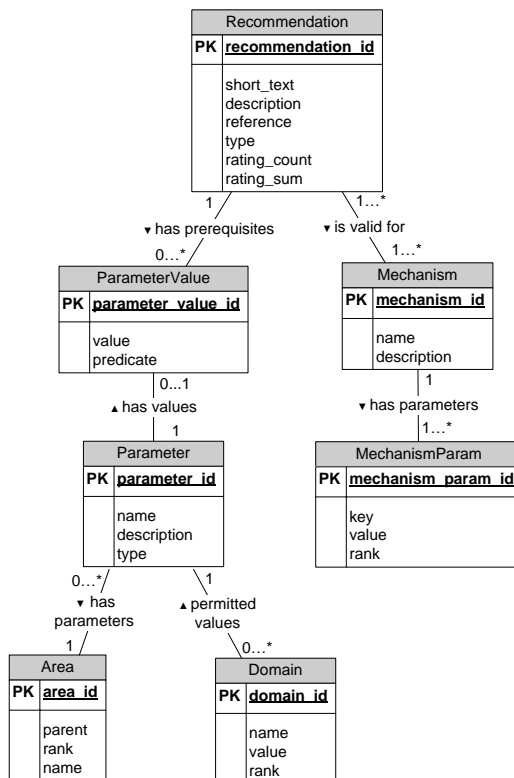 Recommendation
PK recommendation_id
short_text
description
reference
type
rating_count
rating_sum
1
1…*
▼ has prerequisites
▼ is valid for
0…*
1…*
ParameterValue
PK parameter_value_id
value
predicate
Mechanism
PK mechanism_id
name
description
0...1
1
▲ has values
▼ has parameters
1
1…*
Parameter
PK parameter_id
name
description
type
MechanismParam
PK mechanism_param_id
key
value
rank
0…*
1
▼ has
parameters
▲ permitted
values
1
0…*
Area
PK area_id
parent
rank
name
Domain
PK domain_id
name
value
rank